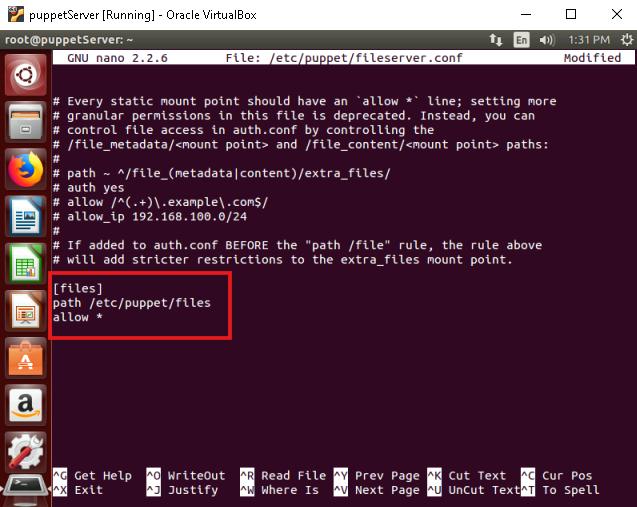 puppetServer [Running] - Oracle VirtualBox
root@puppetServer: ~ En 1:31 PM
GNU nano 2.2.6 File: /etc/puppet/fileserver.conf Modified
# Every static mount point should have an `allow *` line; setting more
# granular permissions in this file is deprecated. Instead, you can
# control file access in auth.conf by controlling the
# /file_metadata/<mount point> and /file_content/<mount point> paths:
#
# path ~ ^/file_(metadata|content)/extra_files/
# auth yes
# allow /^(.+)\.example\.com$/
# allow_ip 192.168.100.0/24
#
# If added to auth.conf BEFORE the "path /file" rule, the rule above
# will add stricter restrictions to the extra_files mount point.
[files]
path /etc/puppet/files
allow *
^G Get Help ^O WriteOut ^R Read File ^Y Prev Page ^K Cut Text ^C Cur Pos
^X Exit ^J Justify ^W Where Is ^V Next Page ^U UnCut Text ^T To Spell